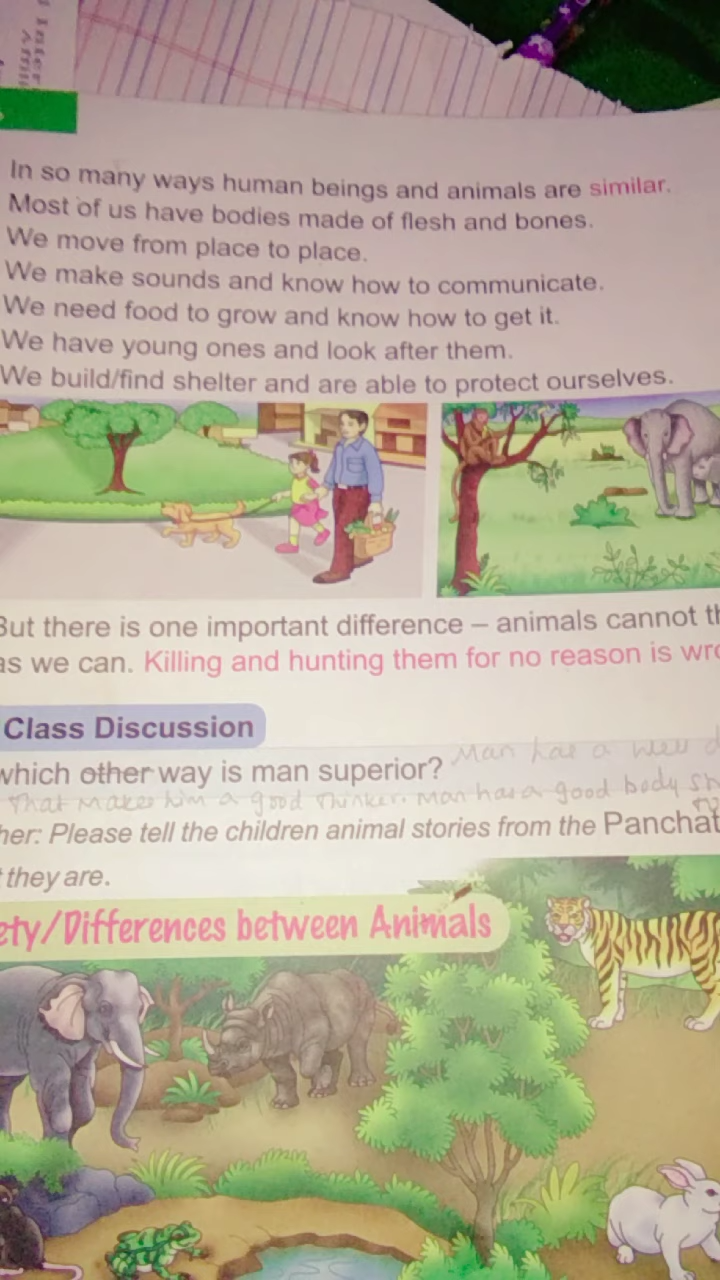 In so many ways human beings and animals are similar.
Most of us have bodies made of flesh and bones.
We move from place to place.
We make sounds and know how to communicate.
We need food to grow and know how to get it.
We have young ones and look after them.
We build/find shelter and are able to protect ourselves.
But there is one important difference – animals cannot th
as we can. Killing and hunting them for no reason is wro
Class Discussion
which other way is man superior? Man has a well d
That makes him a good Thinker. Man has a good body sh
her: Please tell the children animal stories from the Panchat
they are.
ety/Differences between Animals